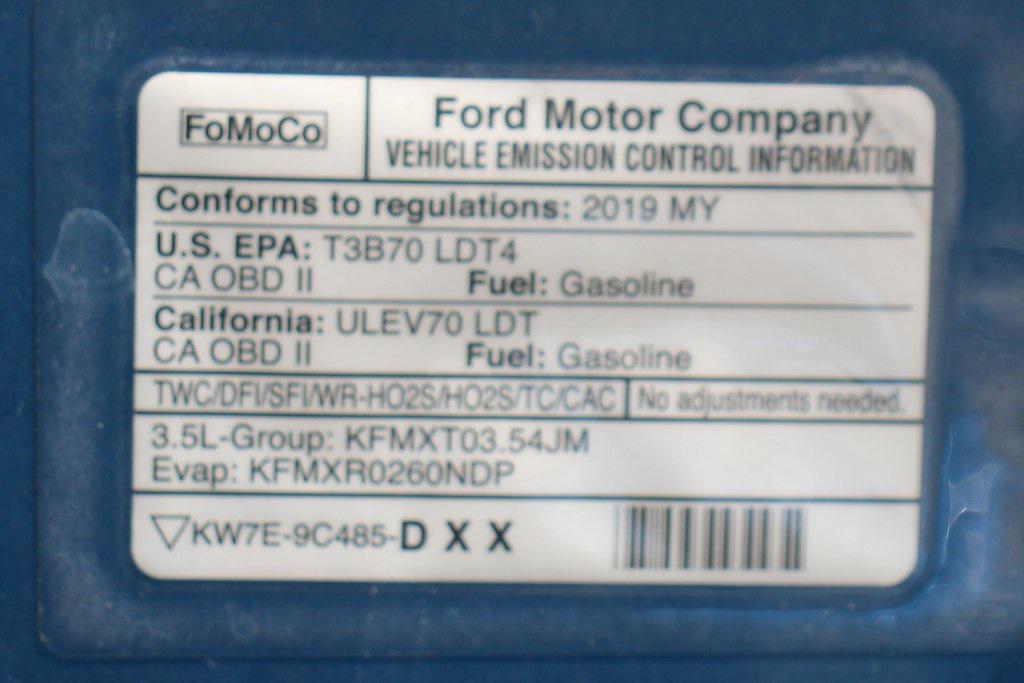 FoMoCo
Ford Motor Company
VEHICLE EMISSION CONTROL INFORMATION
Conforms to regulations: 2019 MY
U.S. EPA: T3B70 LDT4
CA OBD II Fuel: Gasoline
California: ULEV70 LDT
CA OBD II Fuel: Gasoline
TWC/DFI/SFI/WR-HO2S/HO2S/TC/CAC No adjustments needed.
3.5L-Group: KFMXT03.54JM
Evap: KFMXR0260NDP
KW7E-9C485-D X X